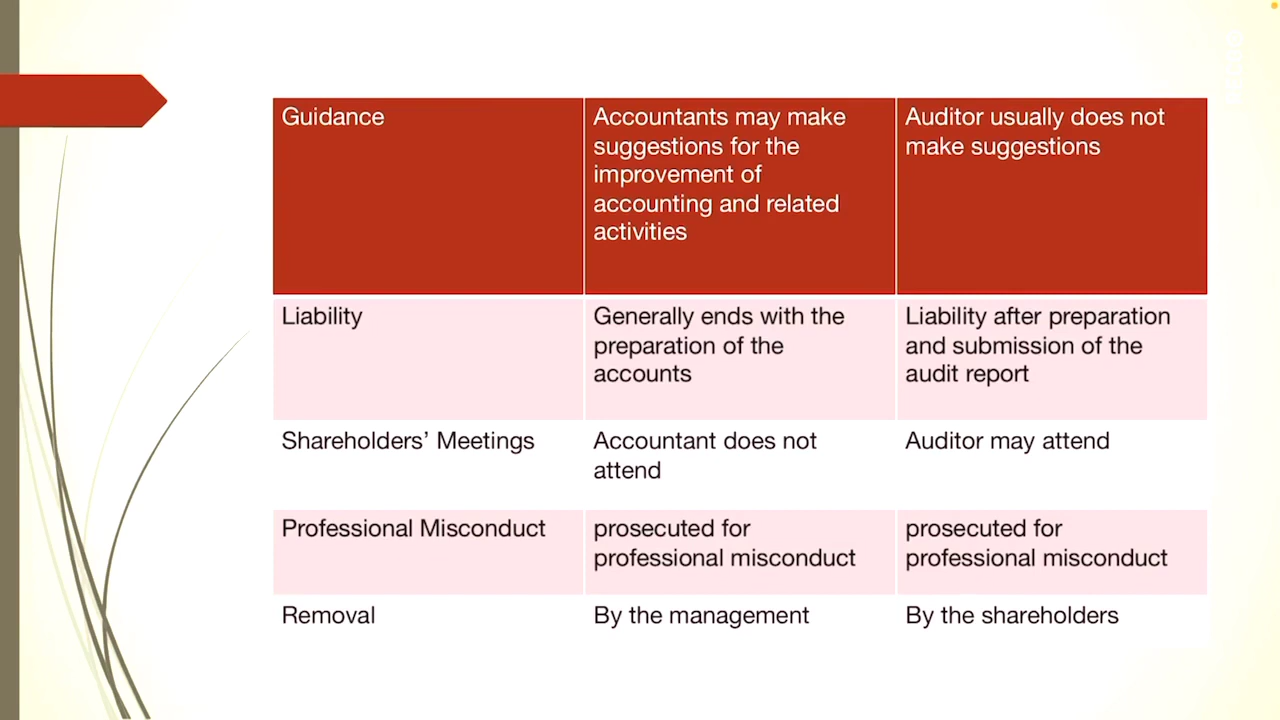 Guidance
Accountants may make
suggestions for the
improvement of
accounting and related
activities
Auditor usually does not
make suggestions
Liability
Generally ends with the
preparation of the
accounts
Liability after preparation
and submission of the
audit report
Shareholders’ Meetings
Accountant does not
attend
Auditor may attend
Professional Misconduct
prosecuted for
professional misconduct
prosecuted for
professional misconduct
Removal
By the management
By the shareholders